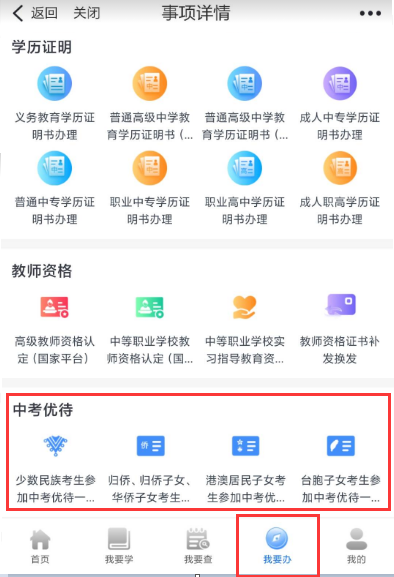 返回 关闭 事项详情
学历证明
义务教育学历证 普通高级中学教 普通高级中学教 成人中专学历证
明书办理 育学历证明书（... 育学历证明书（... 明书办理
普通中专学历证 职业中专学历证 职业高中学历证 成人职高学历证
明书办理 明书办理 明书办理 明书办理
教师资格
高级教师资格认 中等职业学校教 中等职业学校实 教师资格证书补
定（国家平台） 师资格认定（国... 习指导教育资... 发换发
中考优待
侨
少数民族考生参 归侨、归侨子女、 港澳居民子女考 台胞子女考生参
加中考优待一... 华侨子女考生... 生参加中考优... 加中考优待一...
首页 我要学 我要查 我要办 我的